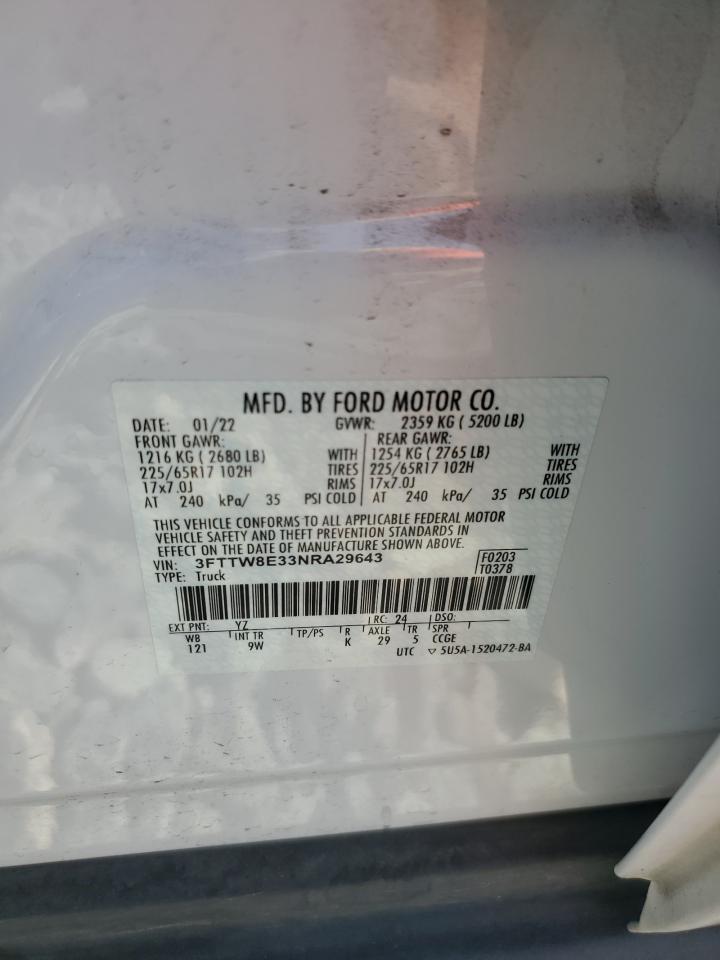 MFD. BY FORD MOTOR CO.
DATE: 01/22 GVWR: 2359 KG ( 5200 LB)
FRONT GAWR: REAR GAWR:
1216 KG ( 2680 LB) WITH 1254 KG ( 2765 LB) WITH
225/65R17 102H TIRES 225/65R17 102H TIRES
17x7.0J RIMS 17x7.0J RIMS
AT 240 kPa/ 35 PSI COLD AT 240 kPa/ 35 PSI COLD
THIS VEHICLE CONFORMS TO ALL APPLICABLE FEDERAL MOTOR
VEHICLE SAFETY AND THEFT PREVENTION STANDARDS IN
EFFECT ON THE DATE OF MANUFACTURE SHOWN ABOVE.
VIN: 3FTTW8E33NRA29643 F0203
TYPE: Truck T0378
EXT PNT: YZ RC: 24 DSO:
WB INT TR TP/PS R AXLE TR SPR
121 9W K 29 5 CCGE
UTC ▽ 5U5A-1520472-BA